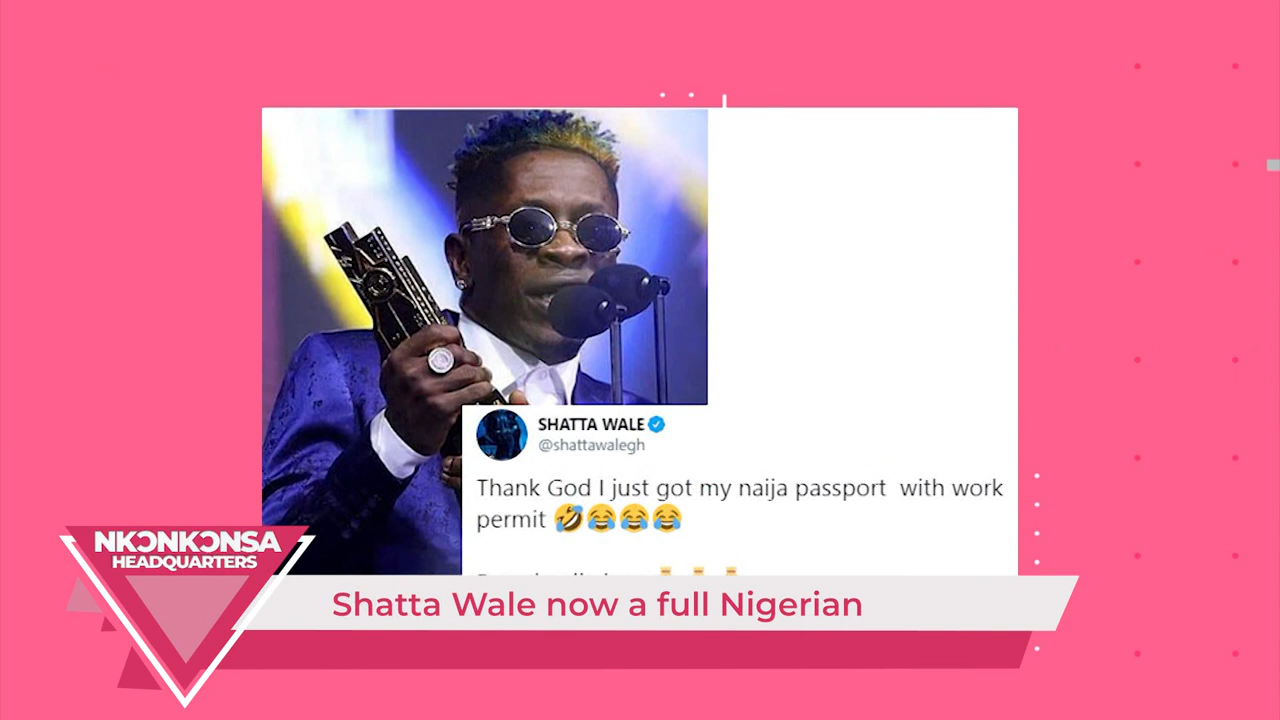 SHATTA WALE
@shattawalegh
Thank God I just got my naija passport with work
permit 🤣😂😂😂
NKƆNKƆNSA
HEADQUARTERS
Shatta Wale now a full Nigerian